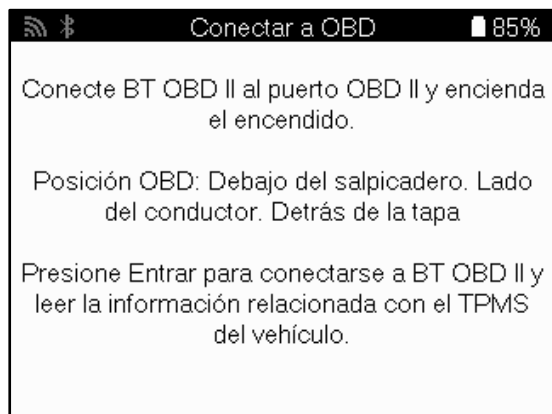 Conectar a OBD
85%
Conecte BT OBD II al puerto OBD II y encienda
el encendido.
Posición OBD: Debajo del salpicadero. Lado
del conductor. Detrás de la tapa
Presione Entrar para conectarse a BT OBD II y
leer la información relacionada con el TPMS
del vehículo.